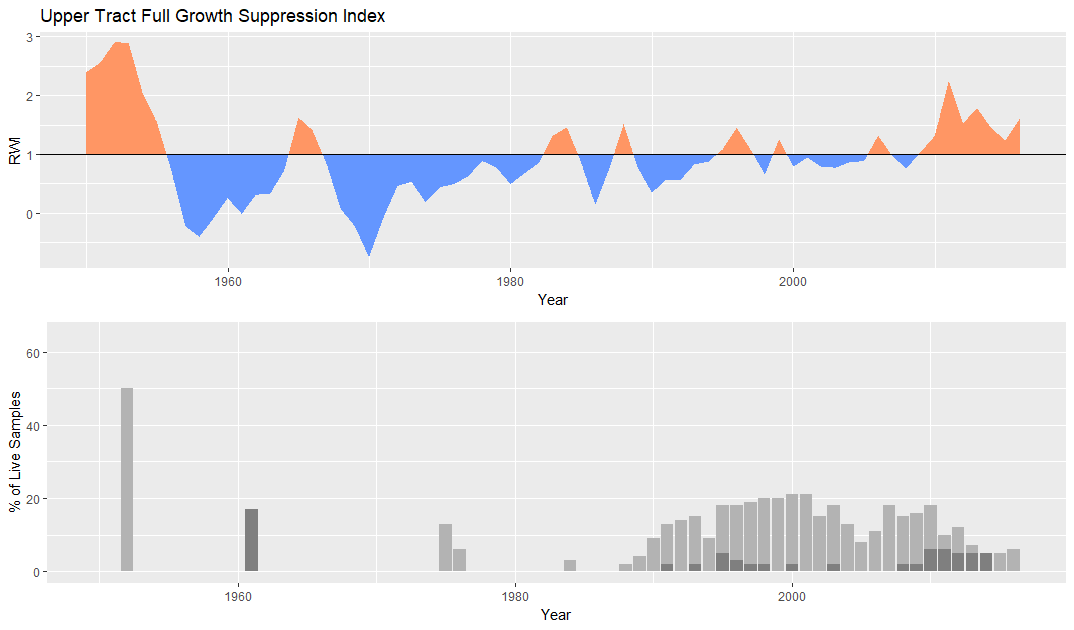 Upper Tract Full Growth Suppression Index
3
2
1
0
RWI
1960 1980 2000
Year
60
40
20
0
% of Live Samples
1960 1980 2000
Year